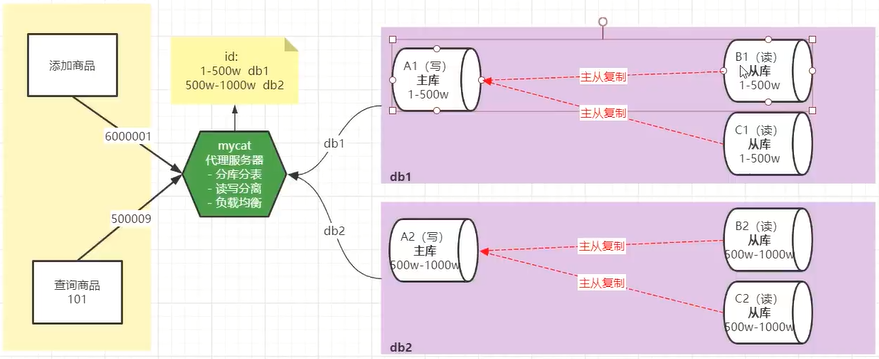 添加商品
id:
1-500w db1
500w-1000w db2
6000001
mycat
代理服务器
- 分库分表
- 读写分离
- 负载均衡
500009
查询商品
101
db1
db2
A1（写）
主库
1-500w
主从复制
主从复制
B1（读）
从库
1-500w
C1（读）
从库
1-500w
db1
A2（写）
主库
500w-1000w
主从复制
主从复制
B2（读）
从库
500w-1000w
C2（读）
从库
500w-1000w
db2